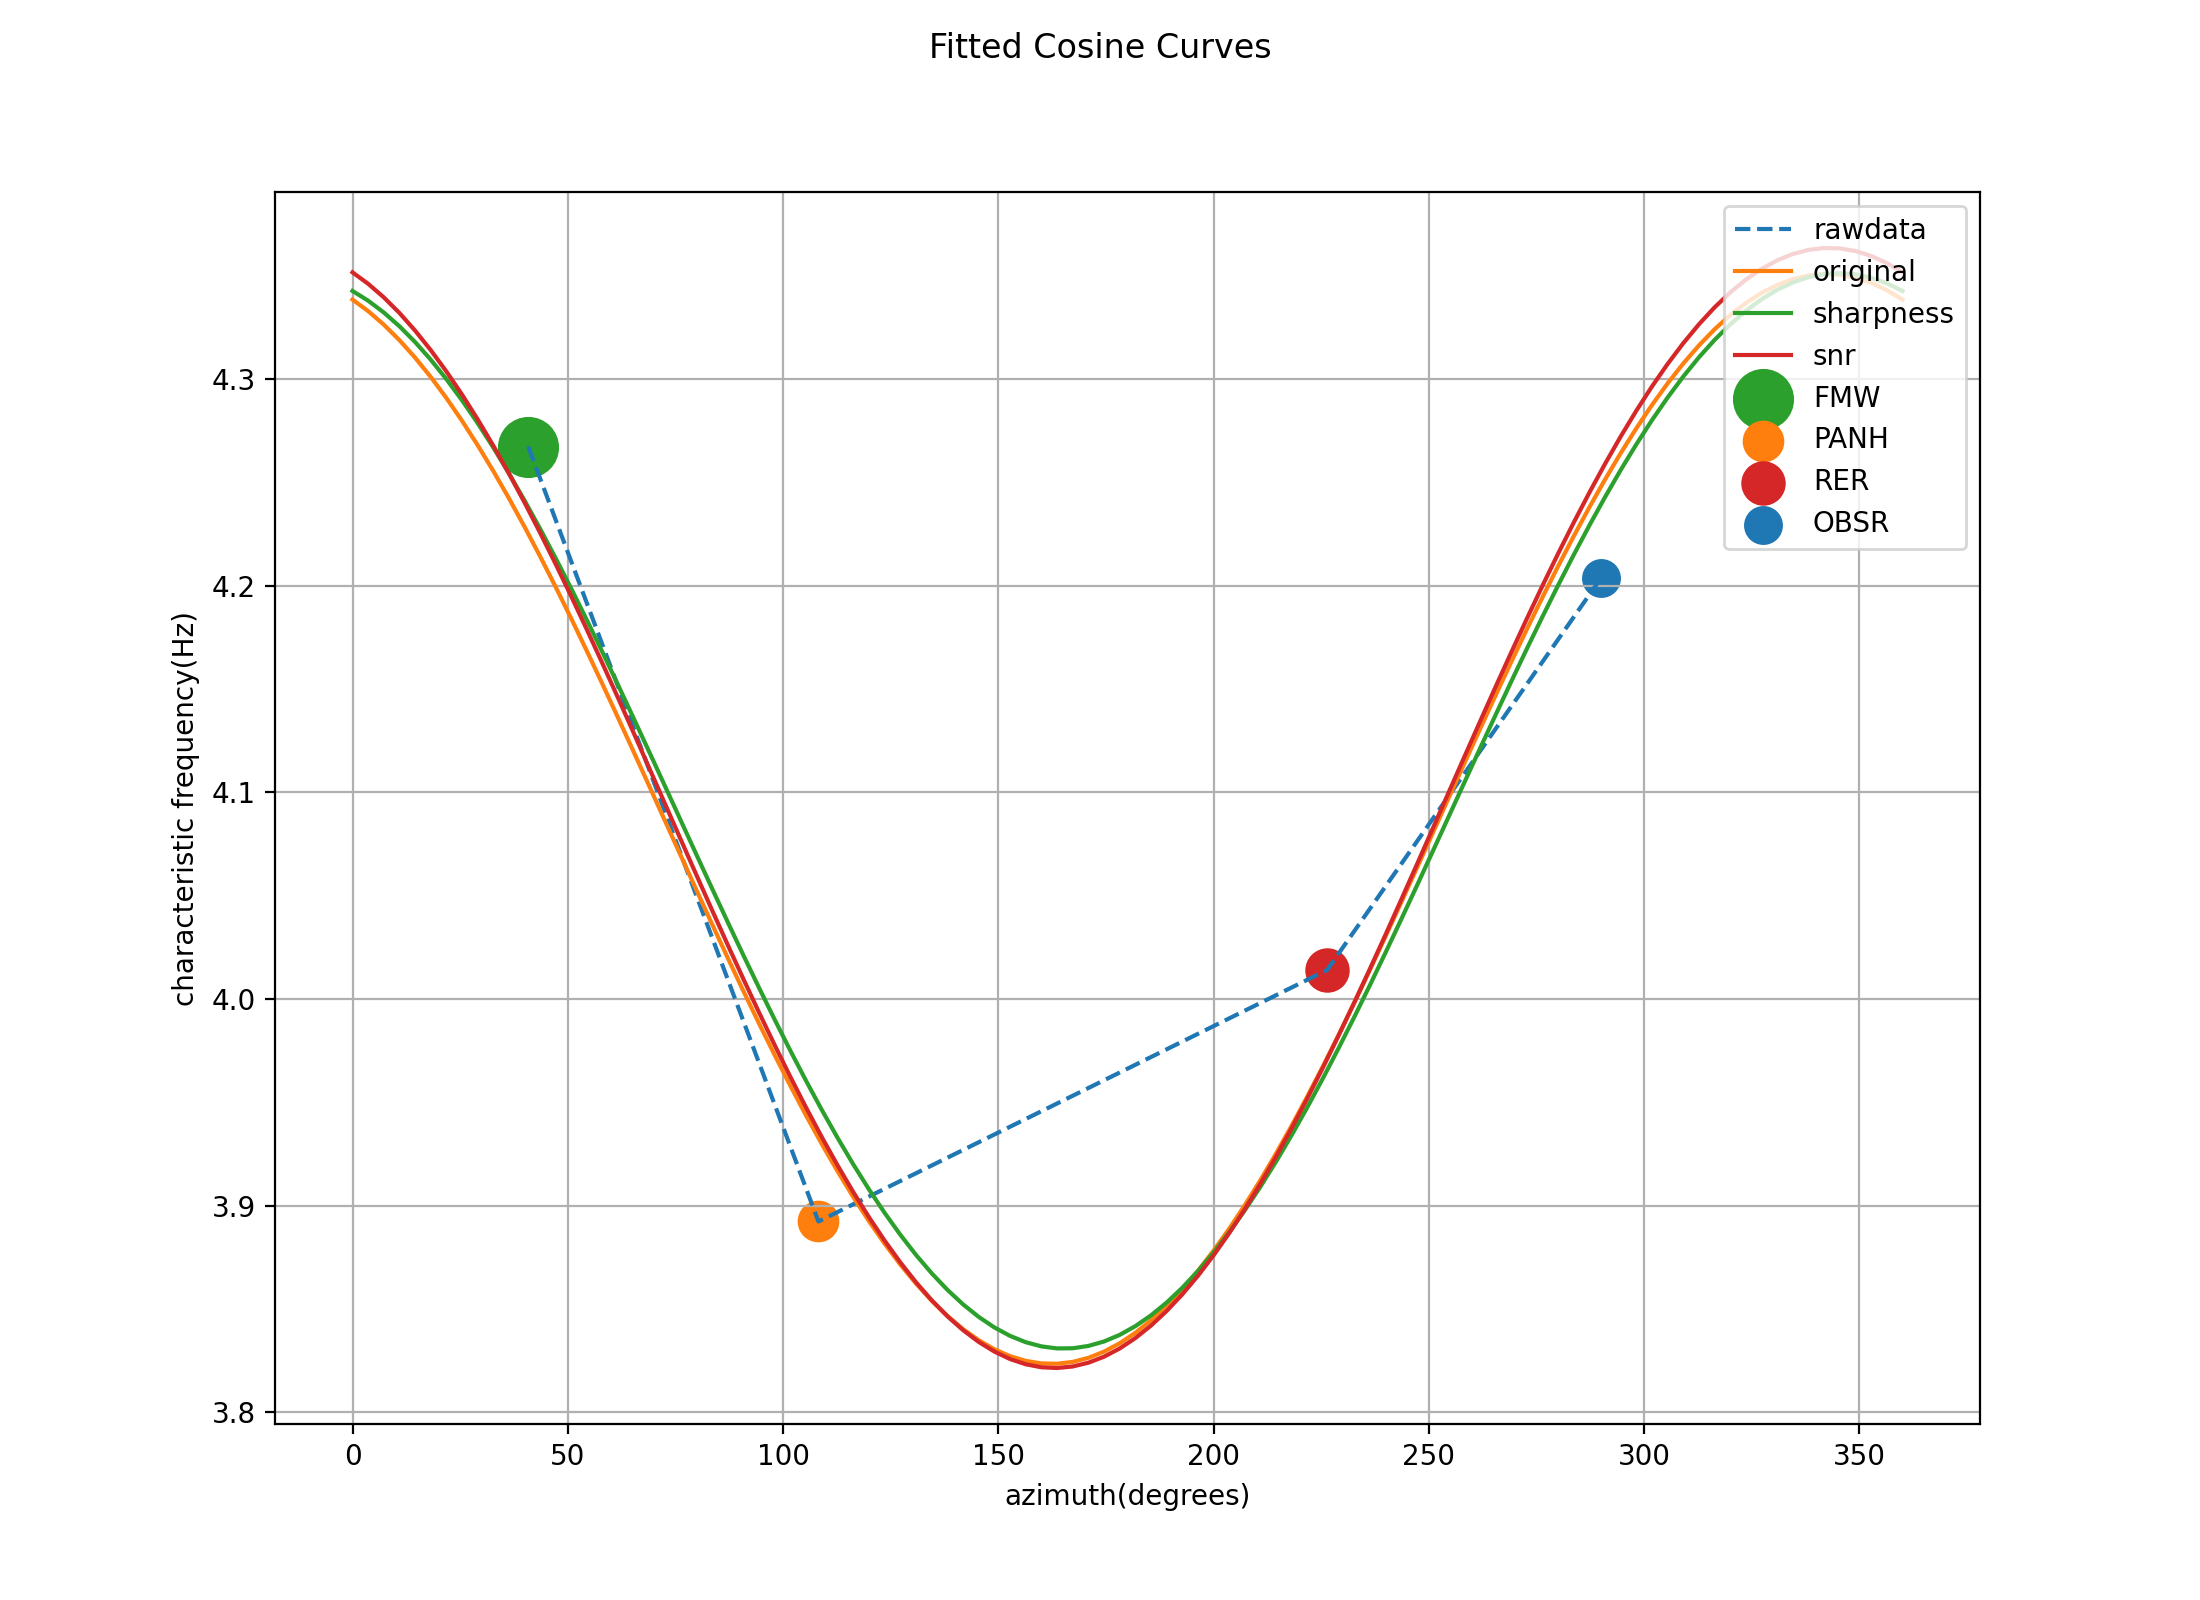 Fitted Cosine Curves
rawdata
original
sharpness
snr
FMW
PANH
RER
OBSR
characteristic frequency(Hz)
4.3
4.2
4.1
4.0
3.9
3.8
0 50 100 150 200 250 300 350
azimuth(degrees)